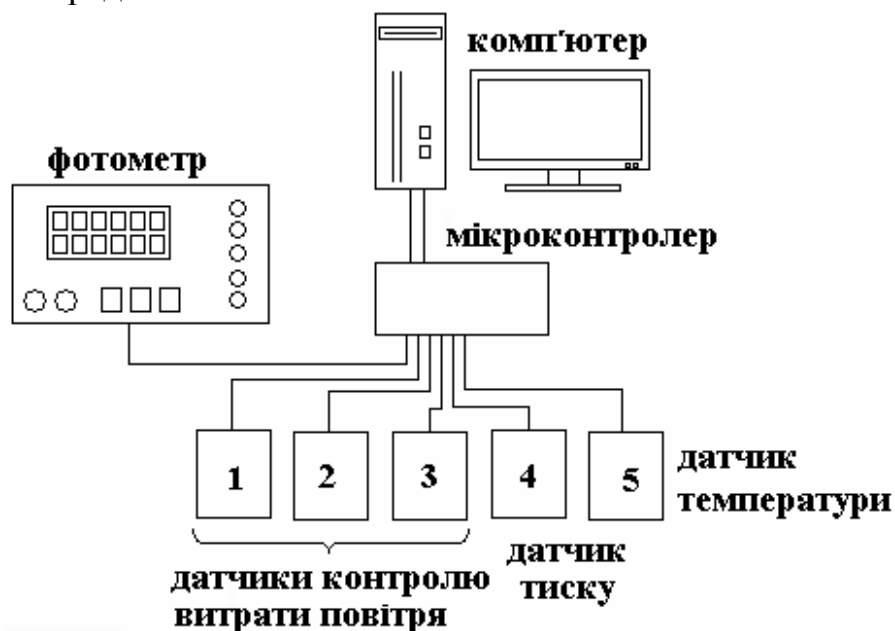 комп'ютер
фотометр
мікроконтролер
1 2 3 4 5
датчик
температури
датчики контролю
витрати повітря
датчик
тиску